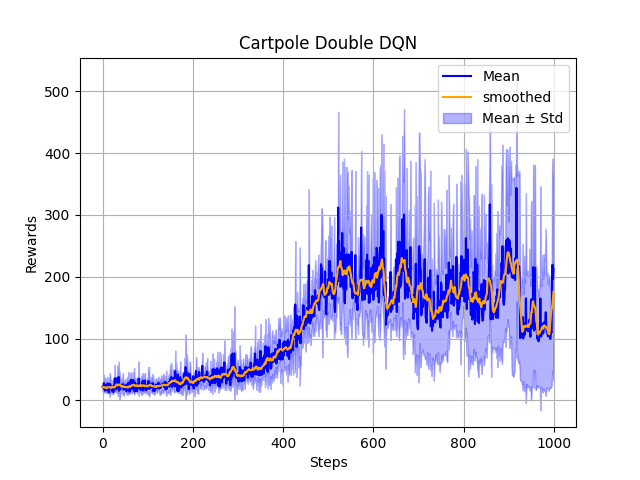 Cartpole Double DQN
Mean
smoothed
Mean ± Std
Rewards
500
400
300
200
100
0
0 200 400 600 800 1000
Steps